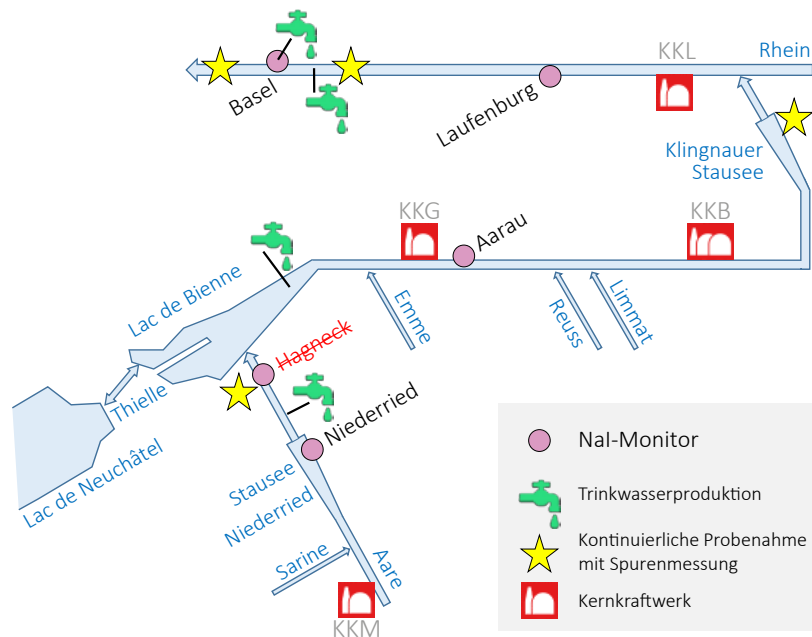 KKL
Rhein
Basel
Laufenburg
Klingnauer
Stausee
KKG
Aarau
KKB
Lac de Bienne
Emme
Reuss
Limmat
Hagneck
Thielle
Niederried
Lac de Neuchâtel
Stausee
Niederried
Sarine
Aare
KKM
NaI-Monitor
Trinkwasserproduktion
Kontinuierliche Probenahme
mit Spurenmessung
Kernkraftwerk